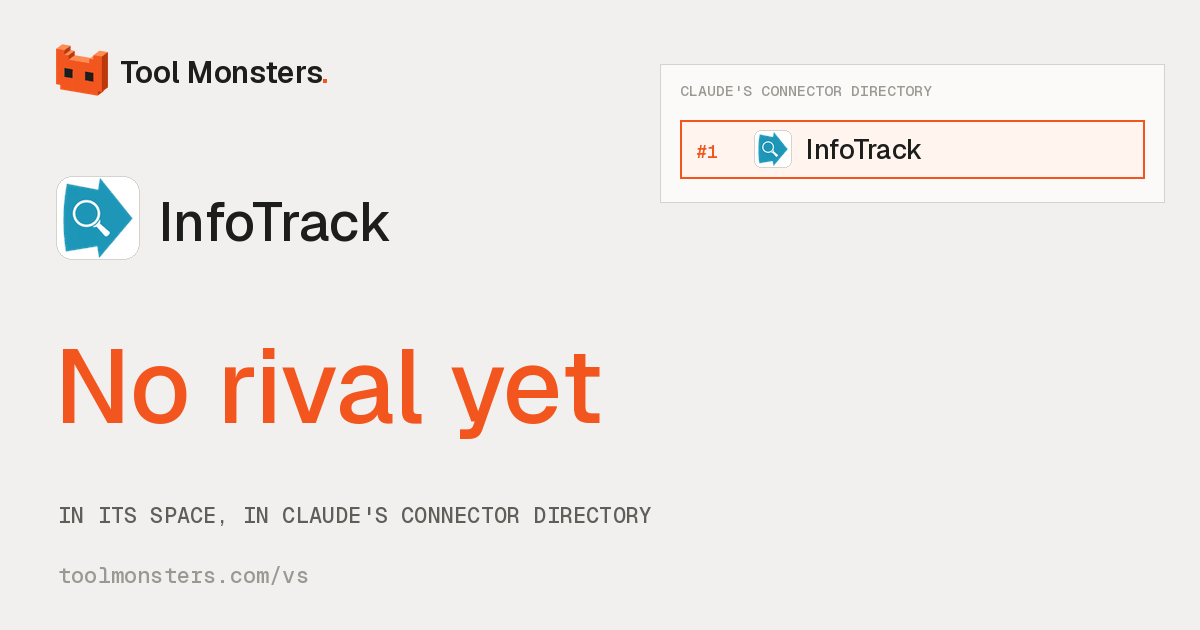 Tool Monsters.
InfoTrack
No rival yet
IN ITS SPACE, IN CLAUDE'S CONNECTOR DIRECTORY
toolmonsters.com/vs
CLAUDE'S CONNECTOR DIRECTORY
#1 InfoTrack